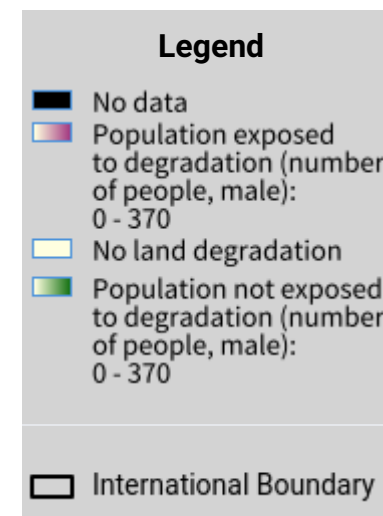 Legend
No data
Population exposed
to degradation (number
of people, male):
0 - 370
No land degradation
Population not exposed
to degradation (number
of people, male):
0 - 370
International Boundary